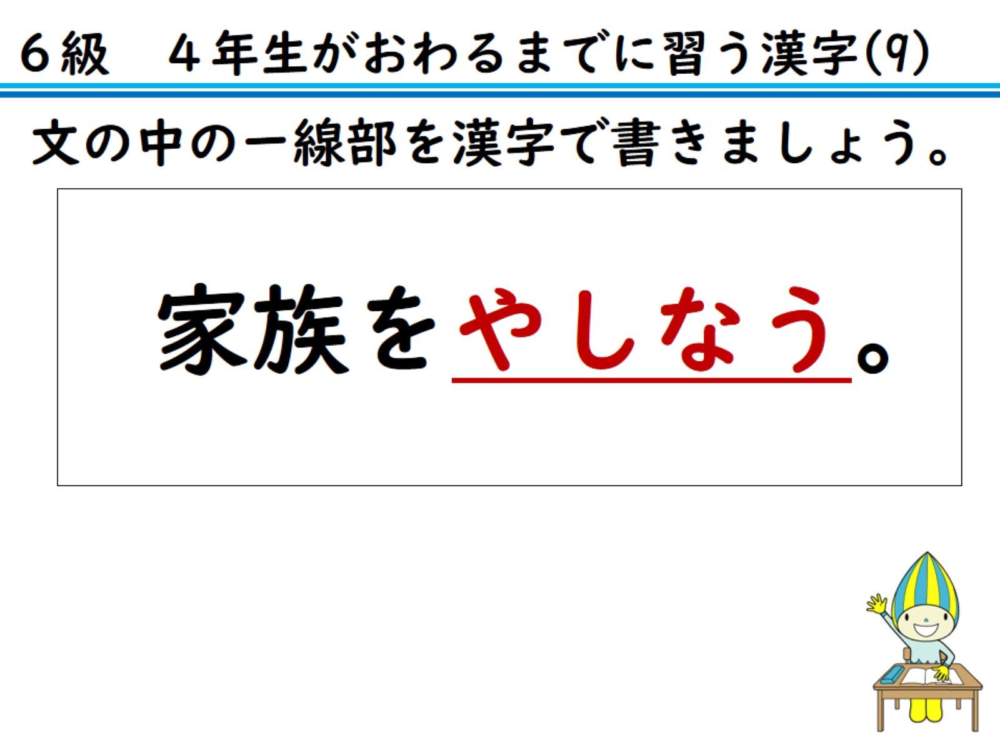 ６級　４年生がおわるまでに習う漢字(9)
文の中の一線部を漢字で書きましょう。
家族をやしなう。